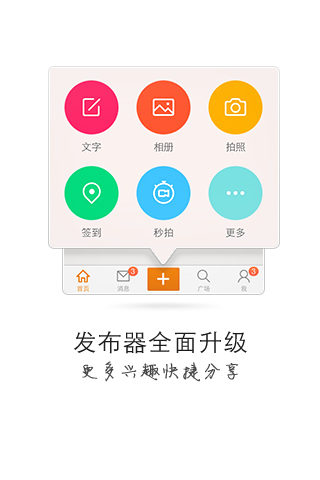 文字 相册 拍照
签到 秒拍 更多
3 3
首页 消息 广场 我
发布器全面升级
更多兴趣快捷分享